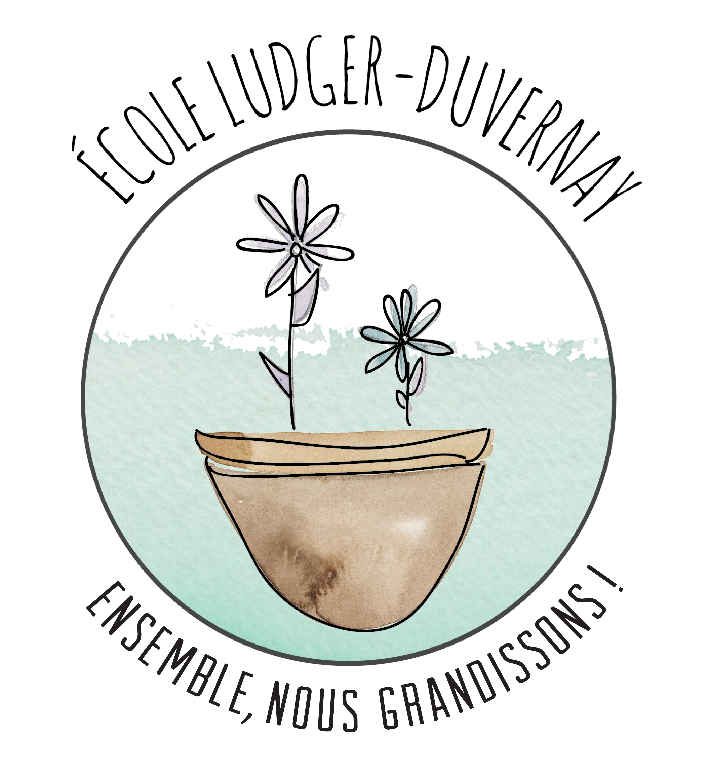 ÉCOLE LUDGER-DUVERNAY
ENSEMBLE, NOUS GRANDISSONS !